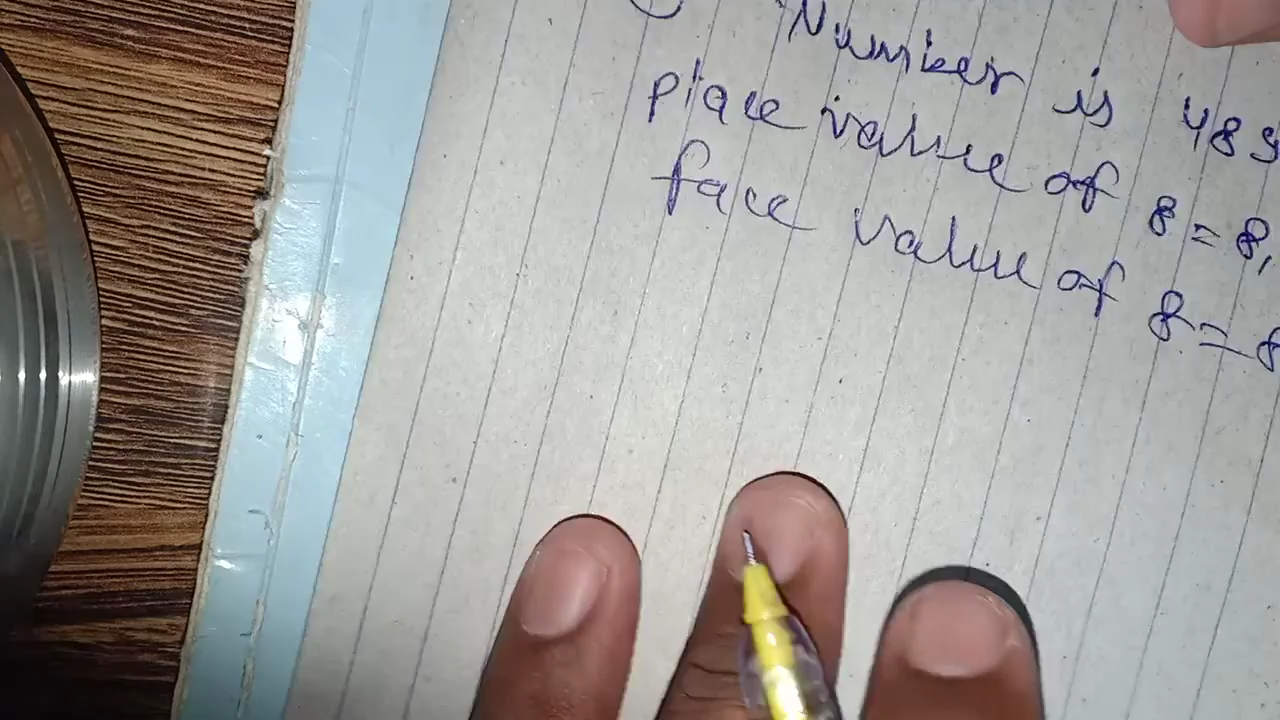 Number is 489
place value of 8 = 8,
face value of 8 = 8